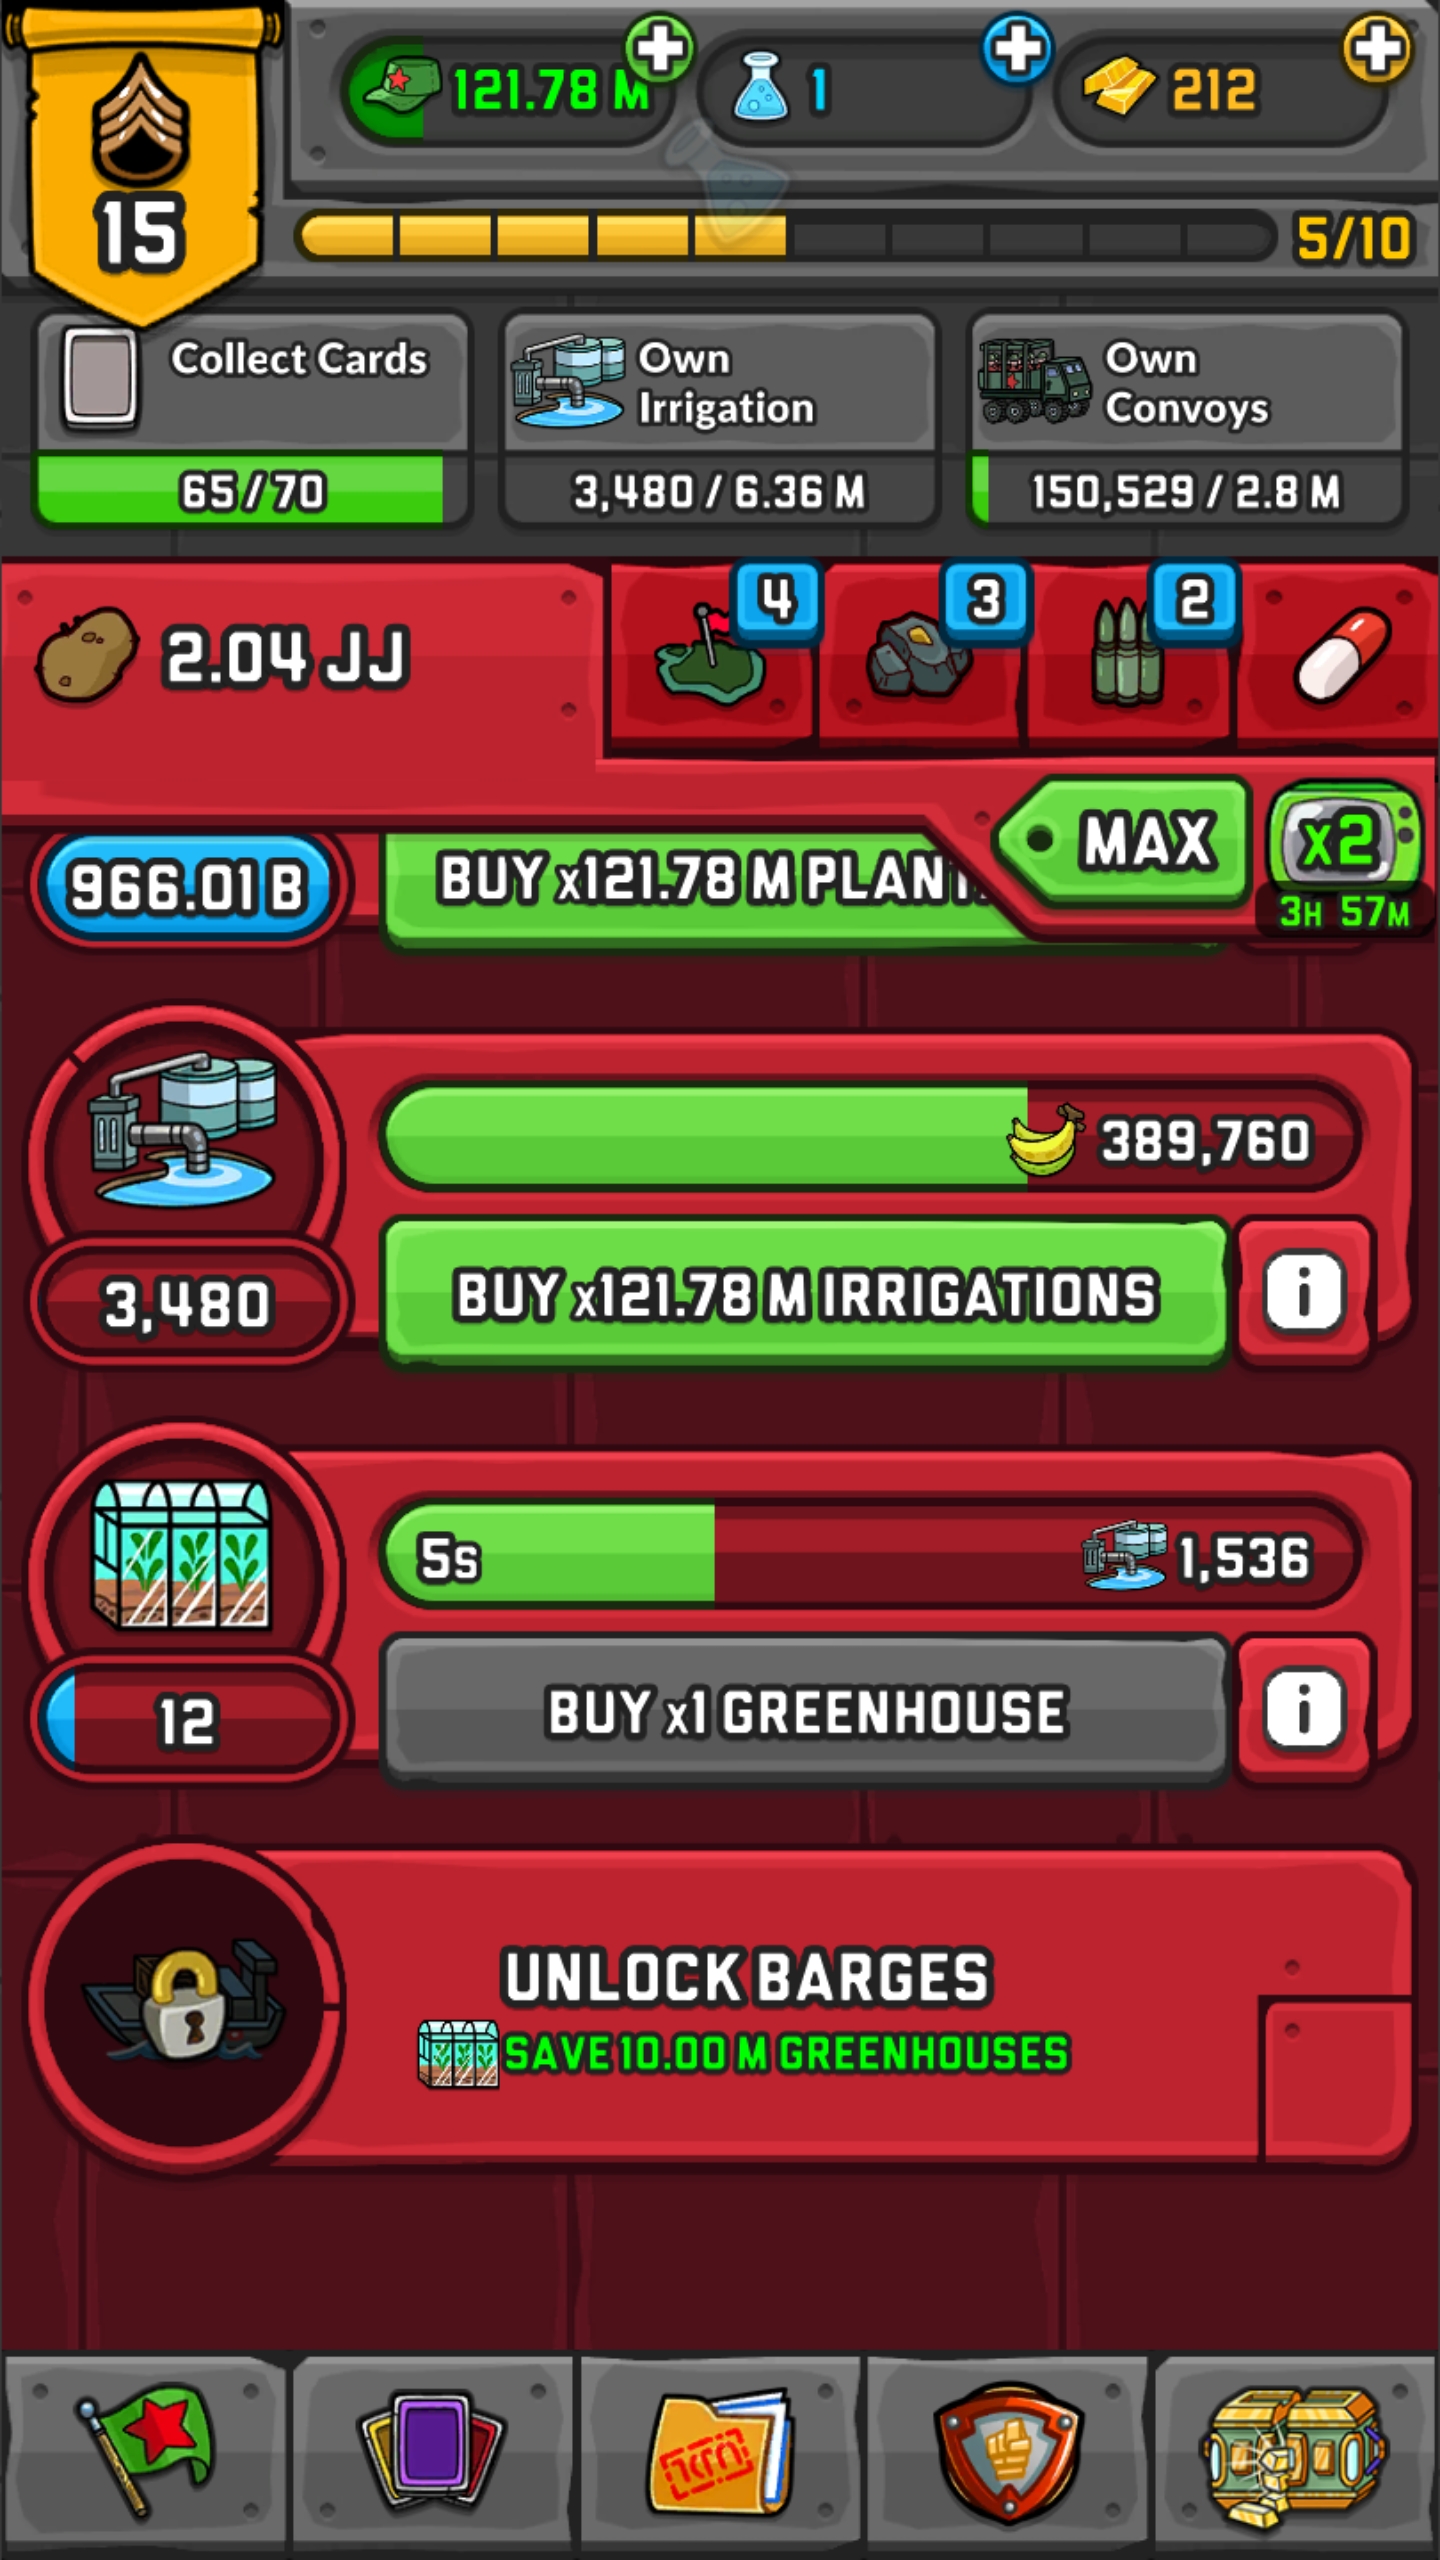 121.78 M
1
212
15
5/10
Collect Cards
65/70
Own
Irrigation
3,480 / 6.36 M
Own
Convoys
150,529 / 2.8 M
2.04 JJ
4
3
2
MAX
x2
3H 57M
966.01 B
BUY x121.78 M
389,760
3,480
BUY x121.78 M IRRIGATIONS
5s
1,536
12
BUY x1 GREENHOUSE
UNLOCK BARGES
SAVE 10.00 M GREENHOUSES